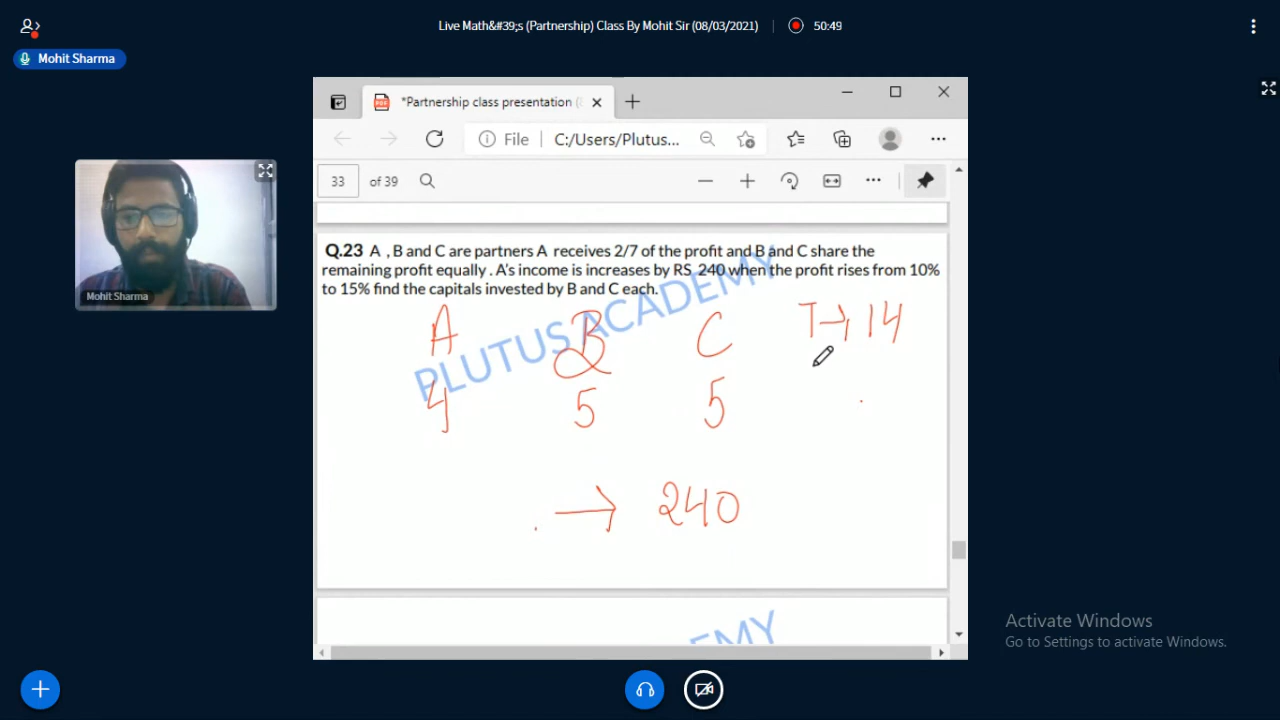 Live Math&#39;s (Partnership) Class By Mohit Sir (08/03/2021) 50:49
Mohit Sharma
*Partnership class presentation (
File C:/Users/Plutus...
33 of 39
Q.23 A , B and C are partners A receives 2/7 of the profit and B and C share the
remaining profit equally . A's income is increases by RS 240 when the profit rises from 10%
to 15% find the capitals invested by B and C each.
Mohit Sharma
PLUTUS ACADEMY
A B C T→ 14
4 5 5
→ 240
Activate Windows
Go to Settings to activate Windows.